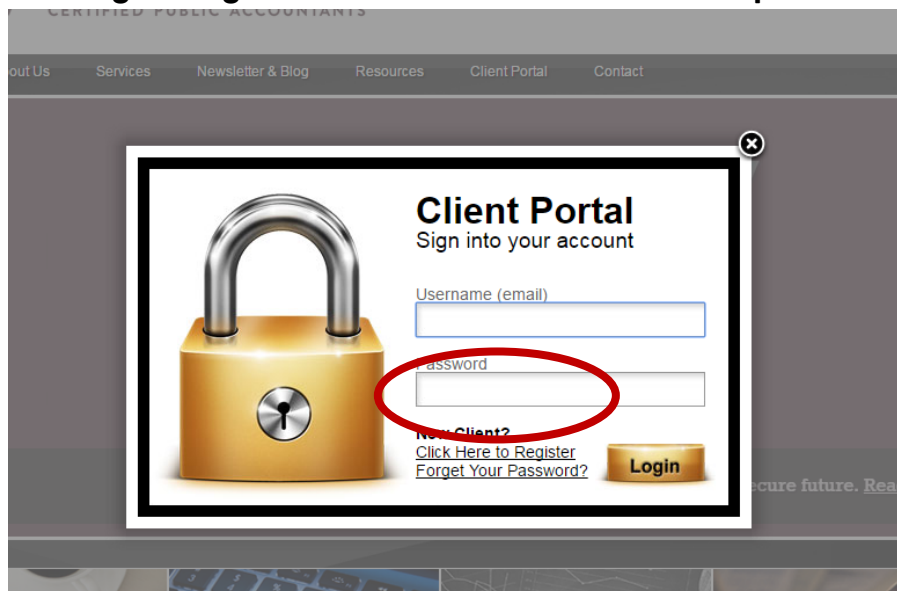 CERTIFIED PUBLIC ACCOUNTANTS
out Us Services Newsletter & Blog Resources Client Portal Contact
Client Portal
Sign into your account
Username (email)
Password
New Client?
Click Here to Register
Forget Your Password?
Login
ecure future. Rea